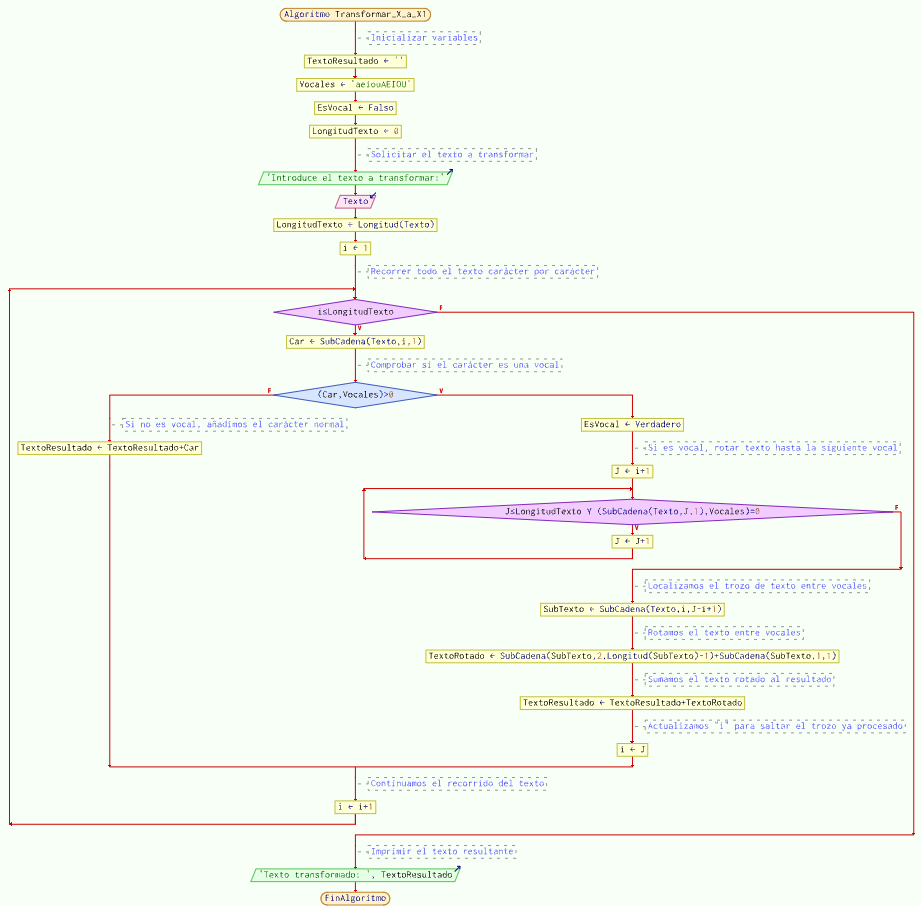 Algoritmo Transformar_X_a_X1
Inicializar variables
TextoResultado ← ''
Vocales ← 'aeiouAEIOU'
EsVocal ← Falso
LongitudTexto ← 0
Solicitar el texto a transformar
'Introduce el texto a transformar:'
Texto
LongitudTexto ← Longitud(Texto)
i ← 1
Recorrer todo el texto carácter por carácter
i≤LongitudTexto
F
V
Car ← SubCadena(Texto,i,1)
Comprobar si el carácter es una vocal
(Car,Vocales)>0
F
V
Si no es vocal, añadimos el carácter normal
TextoResultado ← TextoResultado+Car
EsVocal ← Verdadero
Si es vocal, rotar texto hasta la siguiente vocal
J ← i+1
J≤LongitudTexto Y (SubCadena(Texto,J,1),Vocales)=0
F
V
J ← J+1
Localizamos el trozo de texto entre vocales
SubTexto ← SubCadena(Texto,i,J-i+1)
Rotamos el texto entre vocales
TextoRotado ← SubCadena(SubTexto,2,Longitud(SubTexto)-1)+SubCadena(SubTexto,1,1)
Sumamos el texto rotado al resultado
TextoResultado ← TextoResultado+TextoRotado
Actualizamos "i" para saltar el trozo ya procesado
i ← J
Continuamos el recorrido del texto
i ← i+1
Imprimir el texto resultante
'Texto transformado: ', TextoResultado
FinAlgoritmo